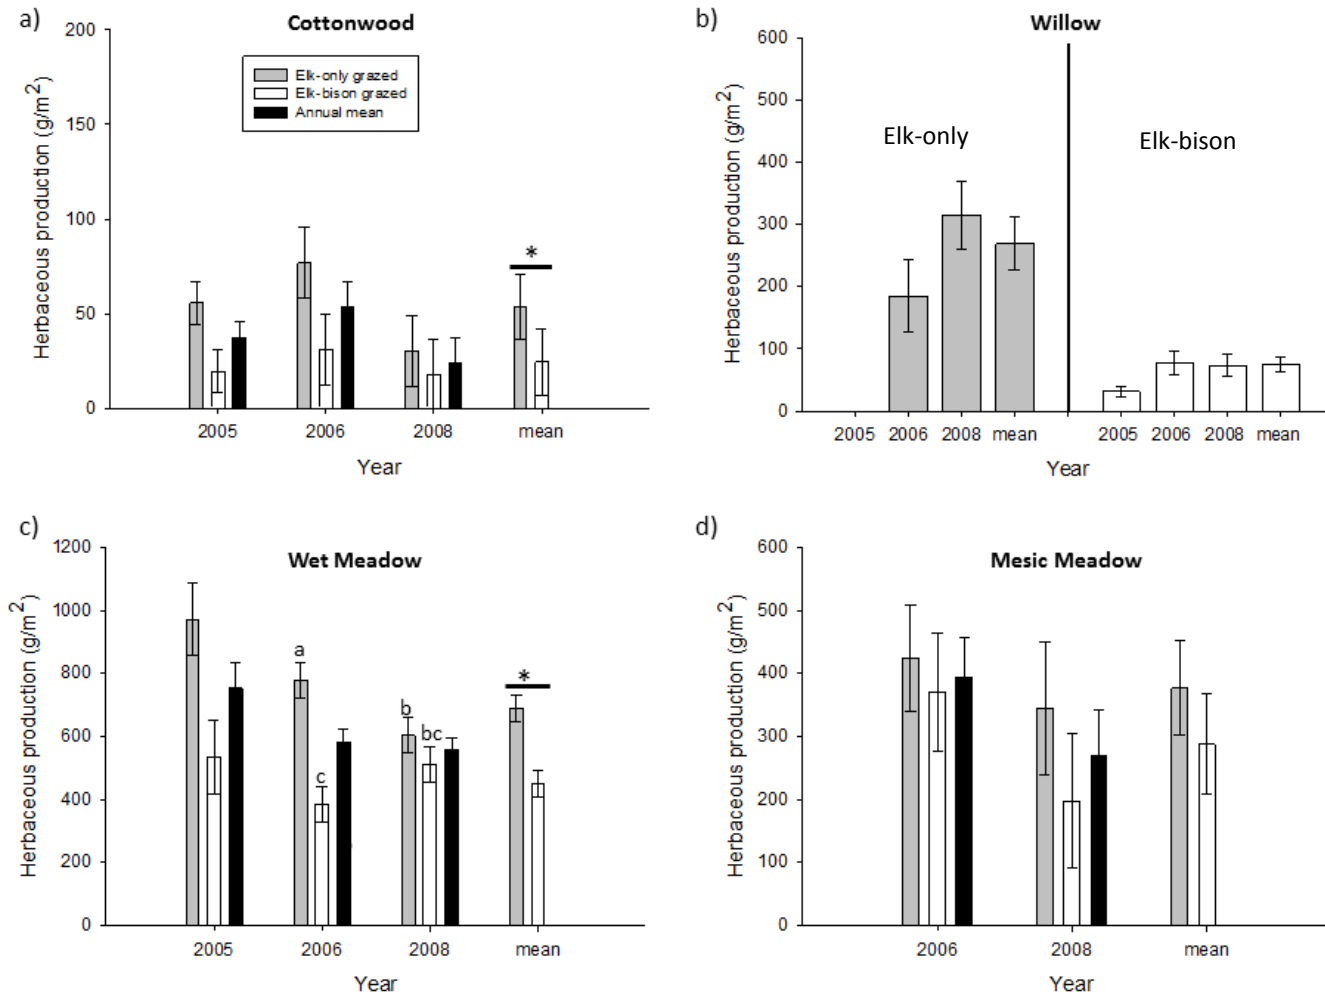 a)
Cottonwood
Herbaceous production (g/m2)
200
150
100
50
0
Elk-only grazed
Elk-bison grazed
Annual mean
*
2005 2006 2008 mean
Year
b)
Willow
Herbaceous production (g/m2)
600
500
400
300
200
100
0
Elk-only
Elk-bison
2005 2006 2008 mean 2005 2006 2008 mean
Year
c)
Wet Meadow
Herbaceous production (g/m2)
1200
1000
800
600
400
200
0
a
c
b
bc
*
2005 2006 2008 mean
Year
d)
Mesic Meadow
Herbaceous production (g/m2)
600
500
400
300
200
100
0
2006 2008 mean
Year